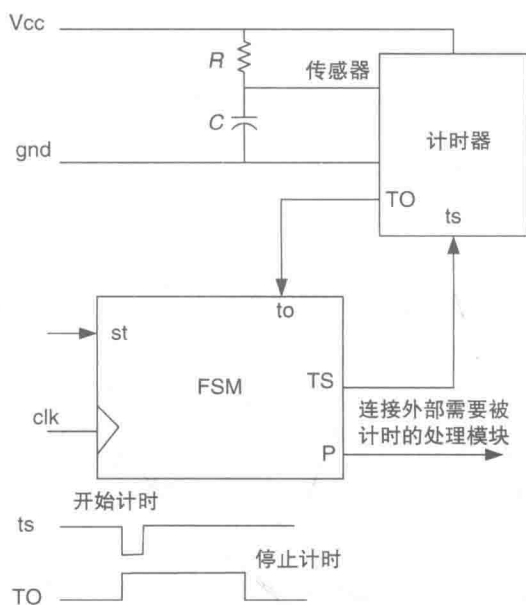 Vcc
R
传感器
C
计时器
gnd
TO
ts
to
st
FSM
TS
clk
连接外部需要被
计时的处理模块
P
开始计时
ts
停止计时
TO